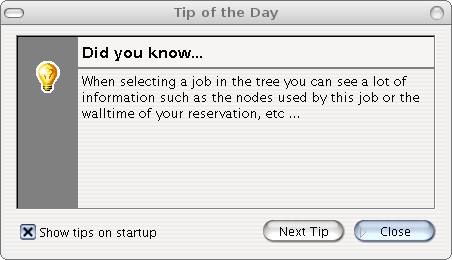 Tip of the Day
Did you know...
When selecting a job in the tree you can see a lot of
information such as the nodes used by this job or the
walltime of your reservation, etc ...
Show tips on startup
Next Tip
Close